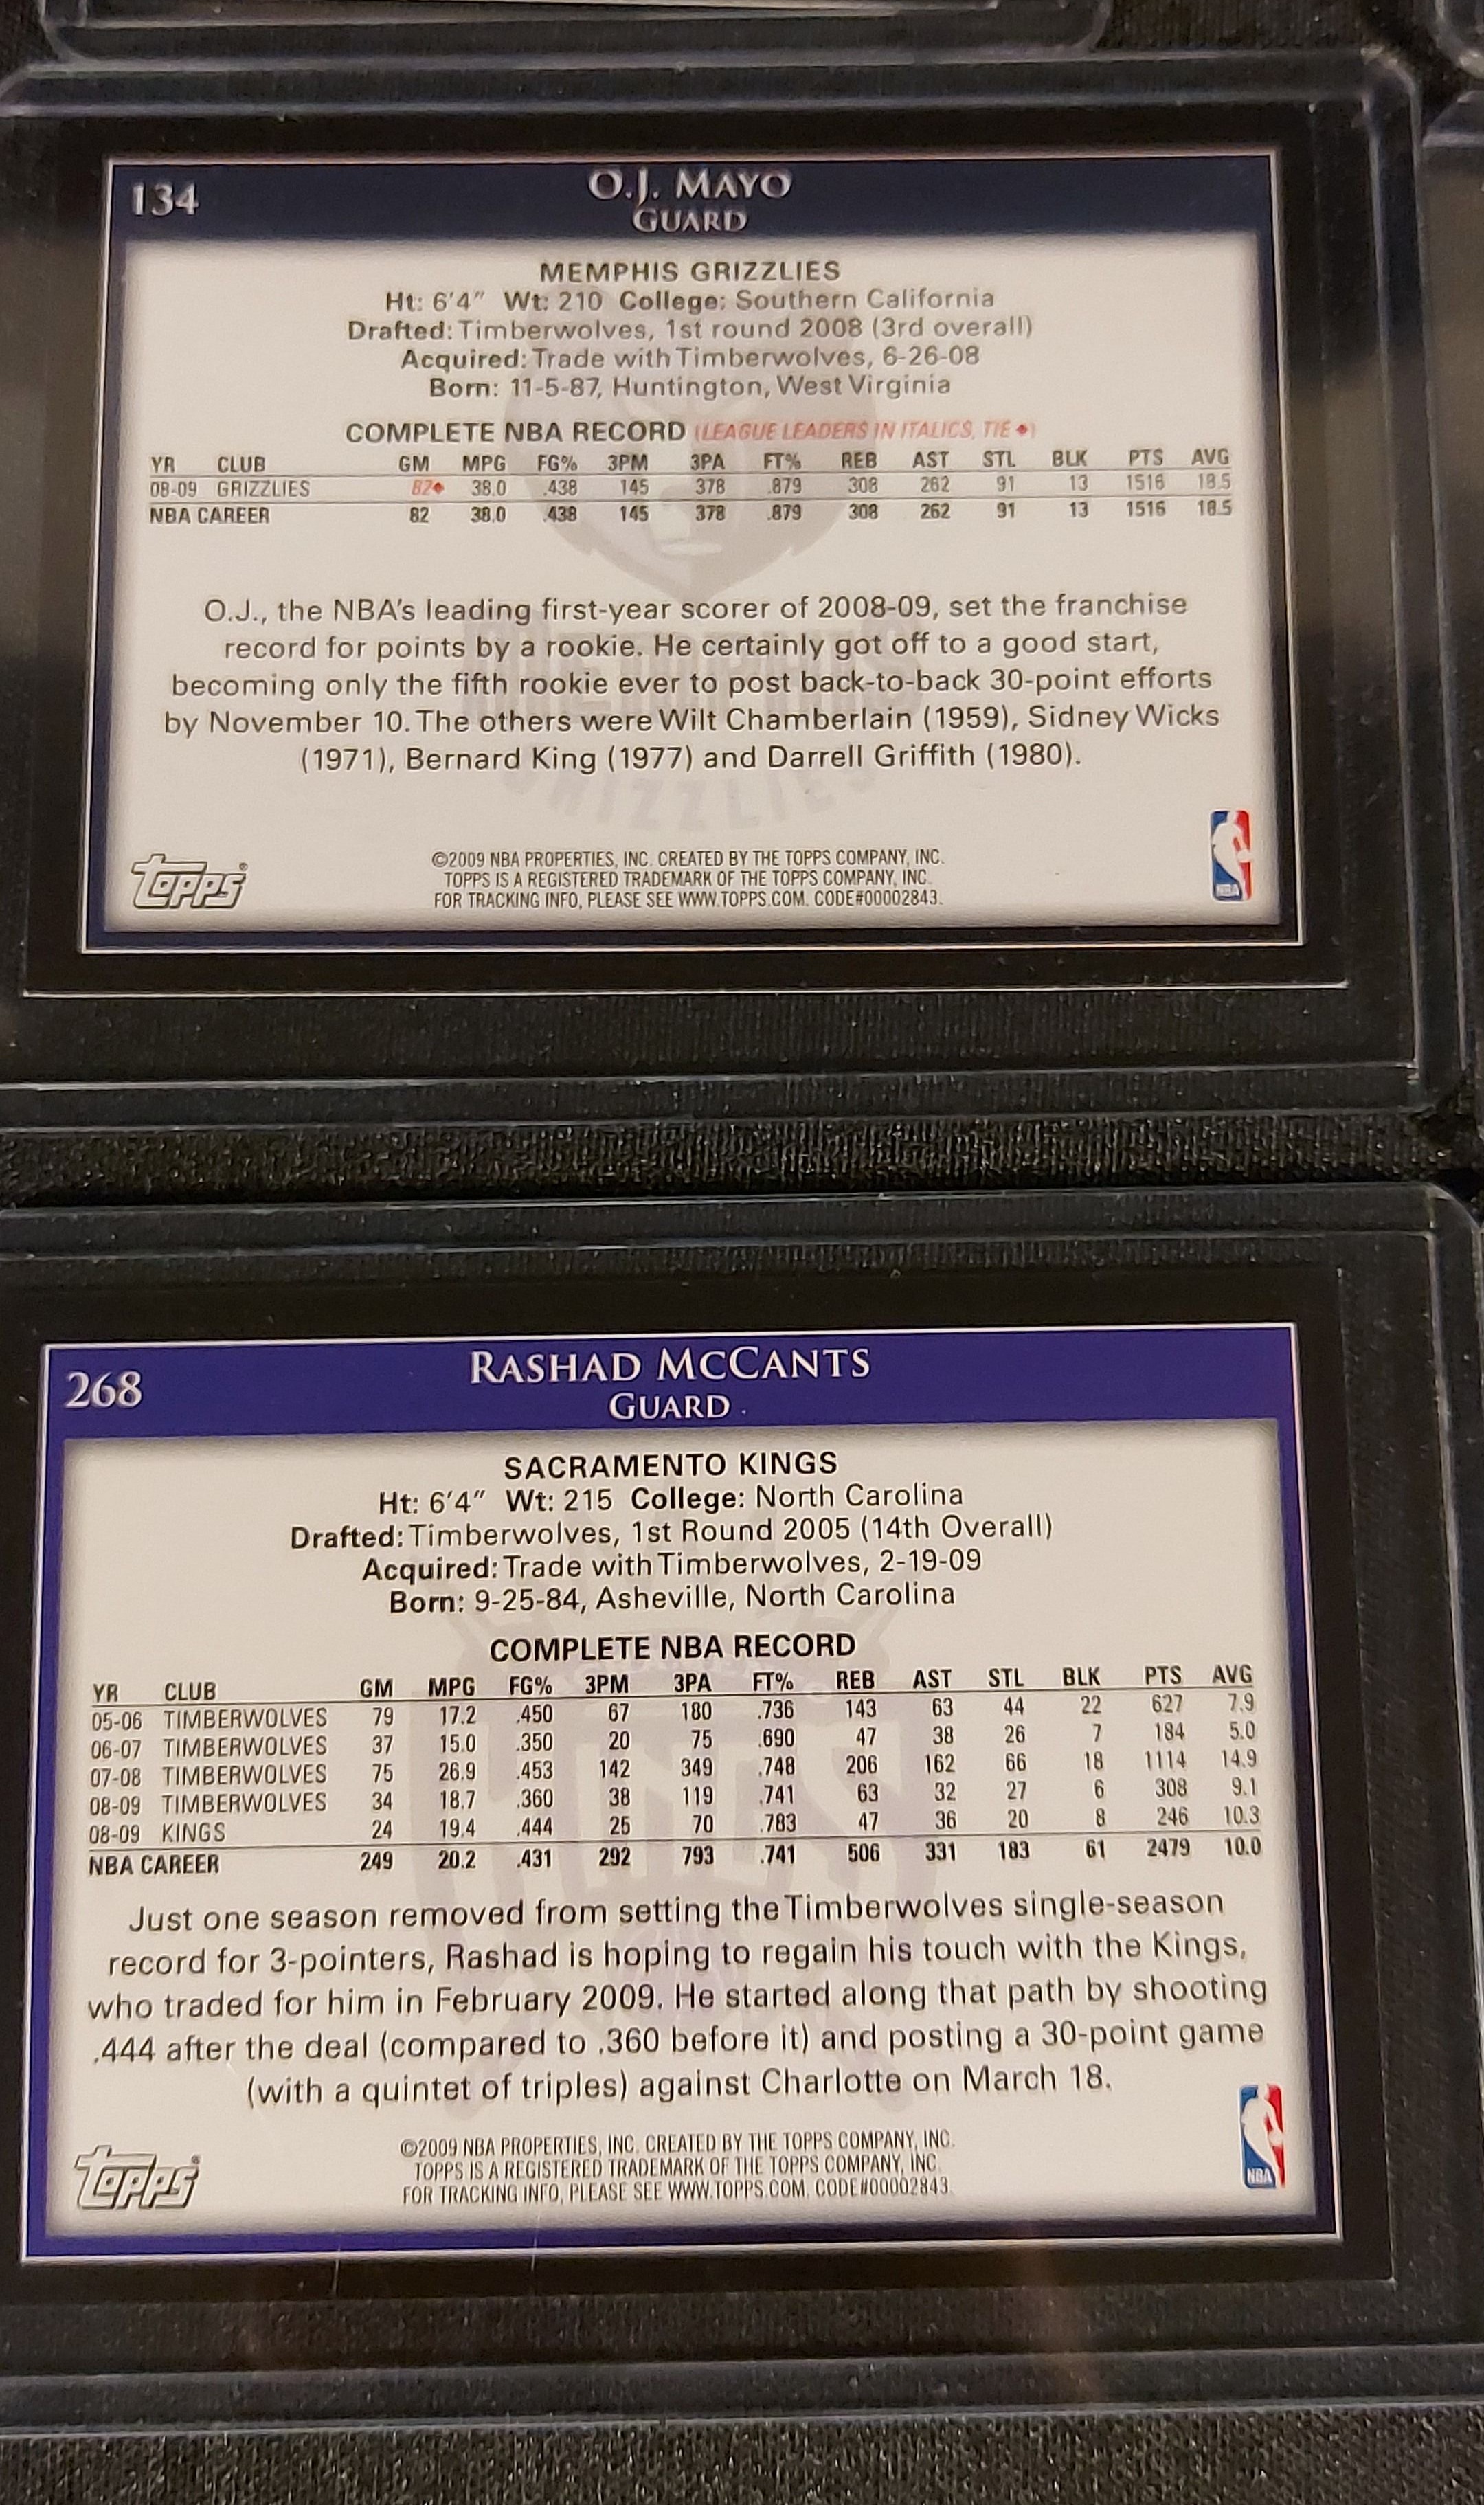 134
O.J. MAYO
GUARD
MEMPHIS GRIZZLIES
Ht: 6'4" Wt: 210 College: Southern California
Drafted: Timberwolves, 1st round 2008 (3rd overall)
Acquired: Trade with Timberwolves, 6-26-08
Born: 11-5-87, Huntington, West Virginia
COMPLETE NBA RECORD (LEAGUE LEADERS IN ITALICS, TIE ♦)
YR CLUB GM MPG FG% 3PM 3PA FT% REB AST STL BLK PTS AVG
08-09 GRIZZLIES 82♦ 38.0 .438 145 378 .879 308 262 91 13 1516 18.5
NBA CAREER 82 38.0 .438 145 378 .879 308 262 91 13 1516 18.5
O.J., the NBA's leading first-year scorer of 2008-09, set the franchise
record for points by a rookie. He certainly got off to a good start,
becoming only the fifth rookie ever to post back-to-back 30-point efforts
by November 10. The others were Wilt Chamberlain (1959), Sidney Wicks
(1971), Bernard King (1977) and Darrell Griffith (1980).
GRIZZLIES
Topps®
©2009 NBA PROPERTIES, INC. CREATED BY THE TOPPS COMPANY, INC.
TOPPS IS A REGISTERED TRADEMARK OF THE TOPPS COMPANY, INC.
FOR TRACKING INFO, PLEASE SEE WWW.TOPPS.COM. CODE#00002843.
NBA
268
RASHAD MCCANTS
GUARD
SACRAMENTO KINGS
Ht: 6'4" Wt: 215 College: North Carolina
Drafted: Timberwolves, 1st Round 2005 (14th Overall)
Acquired: Trade with Timberwolves, 2-19-09
Born: 9-25-84, Asheville, North Carolina
COMPLETE NBA RECORD
YR CLUB GM MPG FG% 3PM 3PA FT% REB AST STL BLK PTS AVG
05-06 TIMBERWOLVES 79 17.2 .450 67 180 .736 143 63 44 22 627 7.9
06-07 TIMBERWOLVES 37 15.0 .350 20 75 .690 47 38 26 7 184 5.0
07-08 TIMBERWOLVES 75 26.9 .453 142 349 .748 206 162 66 18 1114 14.9
08-09 TIMBERWOLVES 34 18.7 .360 38 119 .741 63 32 27 6 308 9.1
08-09 KINGS 24 19.4 .444 25 70 .783 47 36 20 8 246 10.3
NBA CAREER 249 20.2 .431 292 793 .741 506 331 183 61 2479 10.0
Just one season removed from setting the Timberwolves single-season
record for 3-pointers, Rashad is hoping to regain his touch with the Kings,
who traded for him in February 2009. He started along that path by shooting
.444 after the deal (compared to .360 before it) and posting a 30-point game
(with a quintet of triples) against Charlotte on March 18.
Topps®
©2009 NBA PROPERTIES, INC. CREATED BY THE TOPPS COMPANY, INC.
TOPPS IS A REGISTERED TRADEMARK OF THE TOPPS COMPANY, INC.
FOR TRACKING INFO, PLEASE SEE WWW.TOPPS.COM. CODE#00002843.
NBA